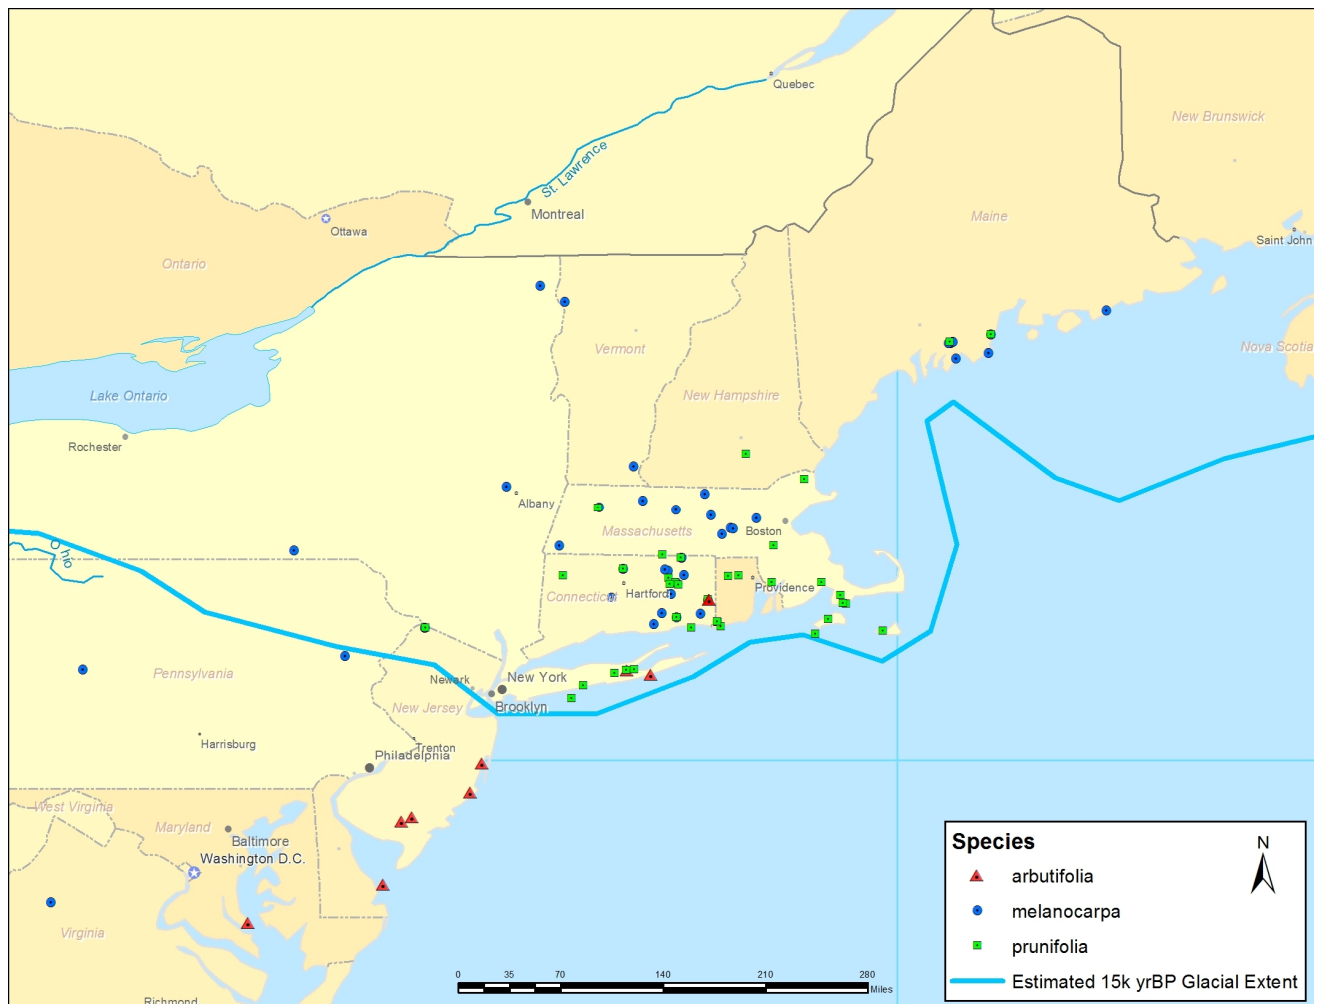 Quebec
New Brunswick
St. Lawrence
Montreal
Maine
Ottawa
Saint John
Ontario
Vermont
Nova Scotia
Lake Ontario
New Hampshire
Rochester
Albany
Massachusetts
Boston
Ohio
Providence
Hartford
Connecticut
Pennsylvania
New York
Newark
Brooklyn
New Jersey
Harrisburg
Trenton
Philadelphia
West Virginia
Maryland
Baltimore
Washington D.C.
Virginia
Richmond
Species
N
arbutifolia
melanocarpa
prunifolia
Estimated 15k yrBP Glacial Extent
0 35 70 140 210 280
Miles